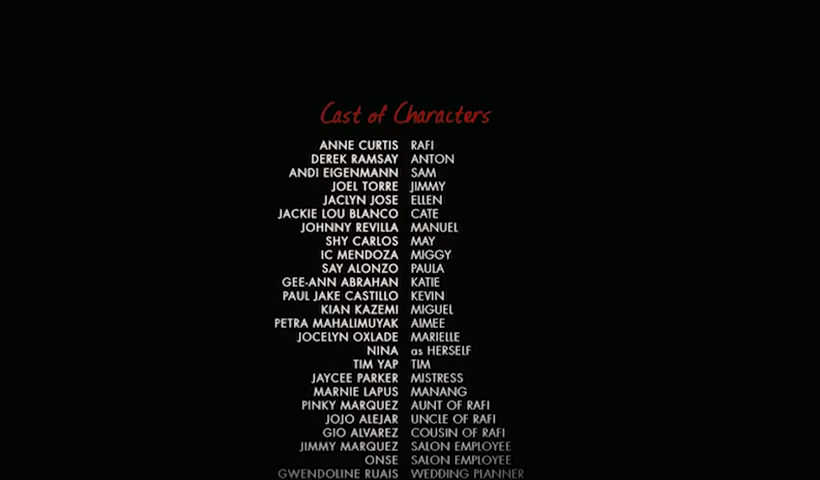 Cast of Characters
ANNE CURTIS RAFI
DEREK RAMSAY ANTON
ANDI EIGENMANN SAM
JOEL TORRE JIMMY
JACLYN JOSE ELLEN
JACKIE LOU BLANCO CATE
JOHNNY REVILLA MANUEL
SHY CARLOS MAY
IC MENDOZA MIGGY
SAY ALONZO PAULA
GEE-ANN ABRAHAN KATIE
PAUL JAKE CASTILLO KEVIN
KIAN KAZEMI MIGUEL
PETRA MAHALIMUYAK AIMEE
JOCELYN OXLADE MARIELLE
NINA as HERSELF
TIM YAP TIM
JAYCEE PARKER MISTRESS
MARNIE LAPUS MANANG
PINKY MARQUEZ AUNT OF RAFI
JOJO ALEJAR UNCLE OF RAFI
GIO ALVAREZ COUSIN OF RAFI
JIMMY MARQUEZ SALON EMPLOYEE
ONSE SALON EMPLOYEE
GWENDOLINE RUAIS WEDDING PLANNER